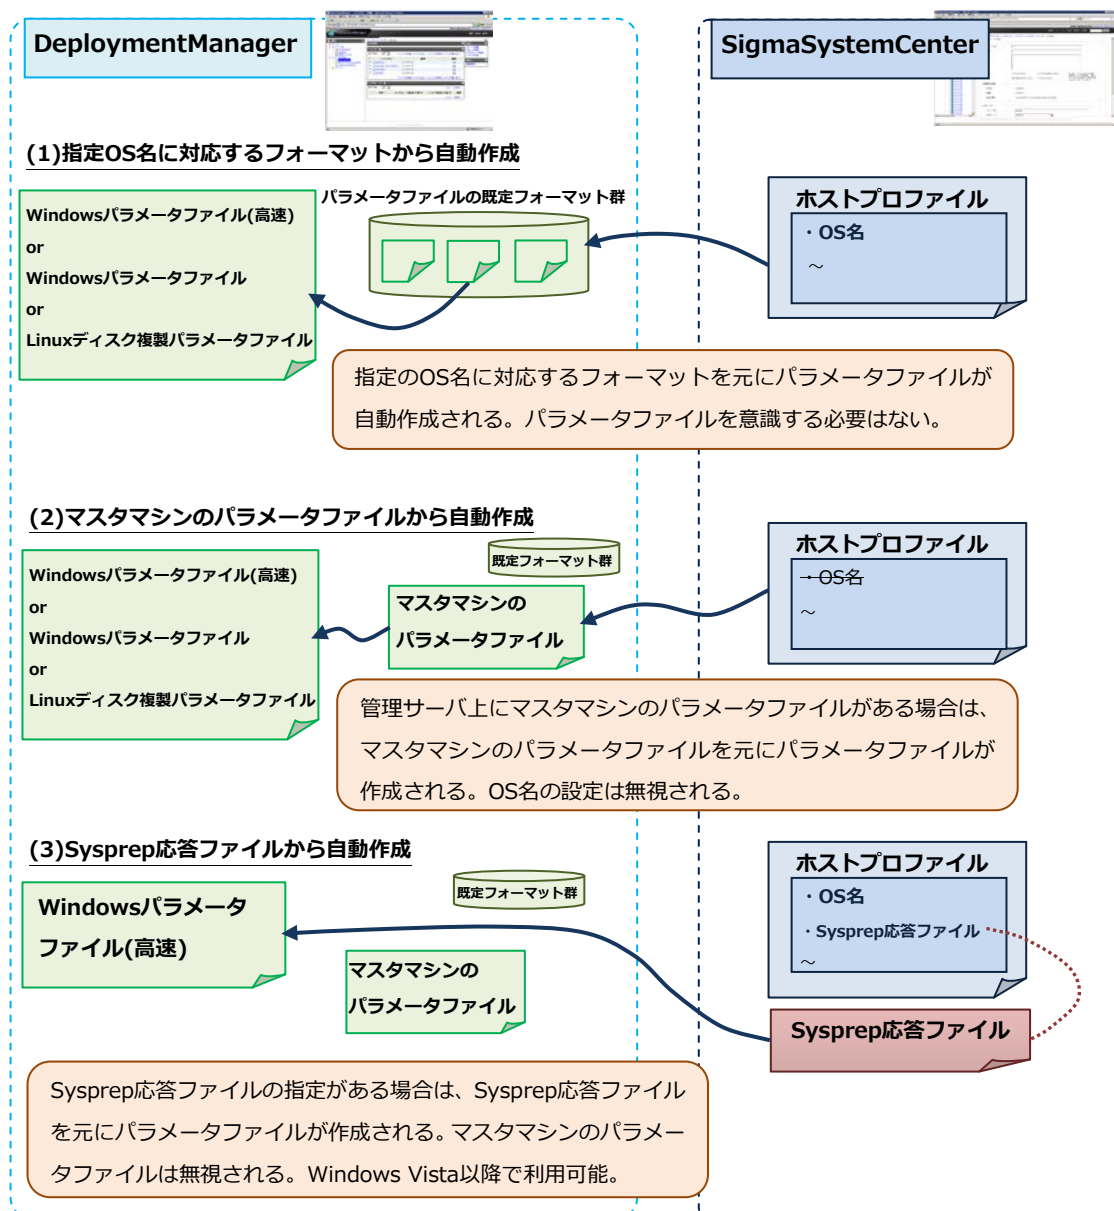 DeploymentManager
SigmaSystemCenter
(1)指定OS名に対応するフォーマットから自動作成
Windowsパラメータファイル(高速)
or
Windowsパラメータファイル
or
Linuxディスク複製パラメータファイル
パラメータファイルの既定フォーマット群
ホストプロファイル
・OS名
~
指定のOS名に対応するフォーマットを元にパラメータファイルが
自動作成される。パラメータファイルを意識する必要はない。
(2)マスタマシンのパラメータファイルから自動作成
Windowsパラメータファイル(高速)
or
Windowsパラメータファイル
or
Linuxディスク複製パラメータファイル
既定フォーマット群
マスタマシンの
パラメータファイル
ホストプロファイル
・OS名
~
管理サーバ上にマスタマシンのパラメータファイルがある場合は、
マスタマシンのパラメータファイルを元にパラメータファイルが
作成される。OS名の設定は無視される。
(3)Sysprep応答ファイルから自動作成
Windowsパラメータ
ファイル(高速)
既定フォーマット群
マスタマシンの
パラメータファイル
ホストプロファイル
・OS名
・Sysprep応答ファイル
~
Sysprep応答ファイル
Sysprep応答ファイルの指定がある場合は、Sysprep応答ファイル
を元にパラメータファイルが作成される。マスタマシンのパラメー
タファイルは無視される。Windows Vista以降で利用可能。